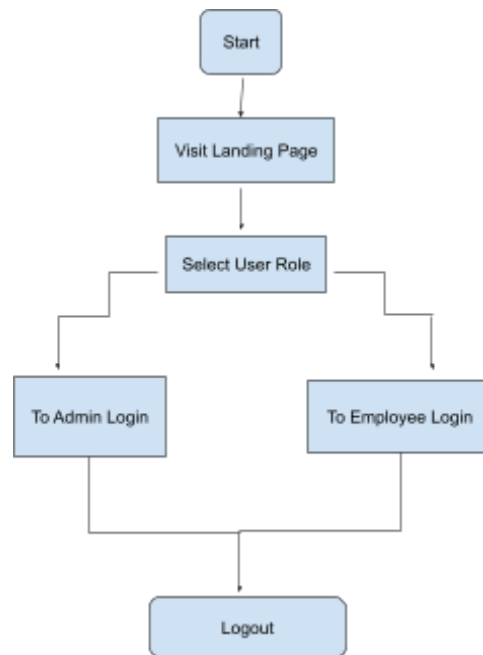 Start
Visit Landing Page
Select User Role
To Admin Login
To Employee Login
Logout